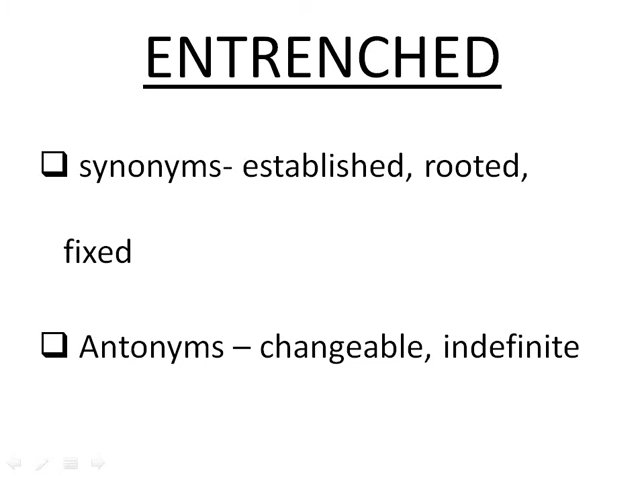 ENTRENCHED
synonyms- established, rooted,
fixed
Antonyms – changeable, indefinite